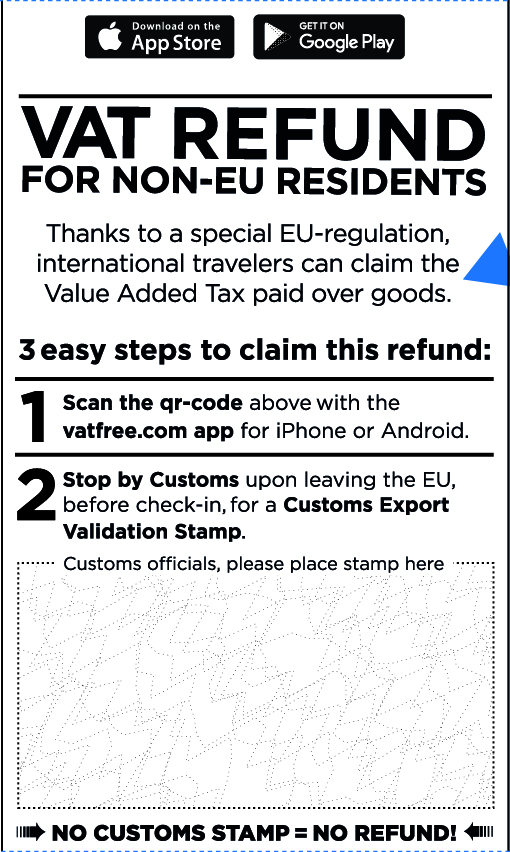 Download on the
App Store
GET IT ON
Google Play
VAT REFUND
FOR NON-EU RESIDENTS
Thanks to a special EU-regulation,
international travelers can claim the
Value Added Tax paid over goods.
3 easy steps to claim this refund:
1 Scan the qr-code above with the
vatfree.com app for iPhone or Android.
2 Stop by Customs upon leaving the EU,
before check-in, for a Customs Export
Validation Stamp.
Customs officials, please place stamp here
NO CUSTOMS STAMP = NO REFUND!